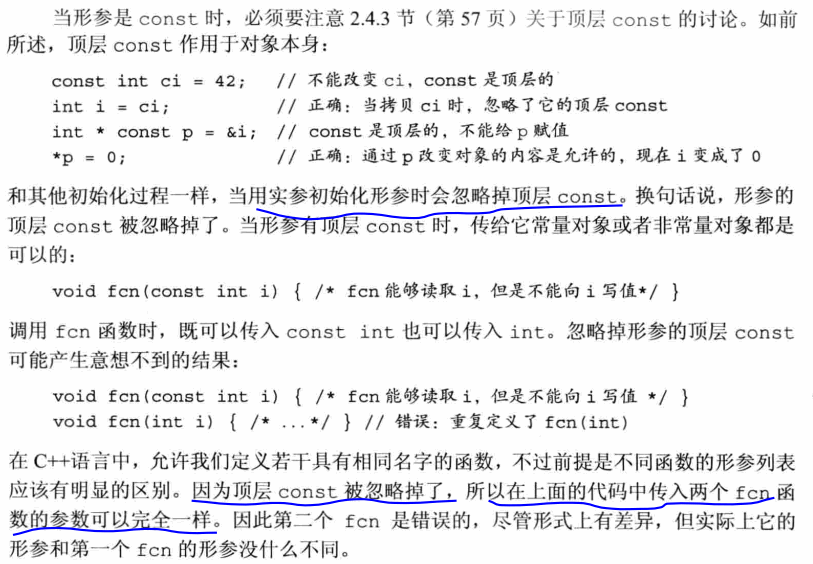 当形参是 const 时，必须要注意 2.4.3 节（第 57 页）关于顶层 const 的讨论。如前
所述，顶层 const 作用于对象本身：
const int ci = 42; // 不能改变 ci，const 是顶层的
int i = ci; // 正确：当拷贝 ci 时，忽略了它的顶层 const
int * const p = &i; // const 是顶层的，不能给 p 赋值
*p = 0; // 正确：通过 p 改变对象的内容是允许的，现在 i 变成了 0
和其他初始化过程一样，当用实参初始化形参时会忽略掉顶层 const。换句话说，形参的
顶层 const 被忽略掉了。当形参有顶层 const 时，传给它常量对象或者非常量对象都是
可以的：
void fcn(const int i) { /* fcn 能够读取 i，但是不能向 i 写值*/ }
调用 fcn 函数时，既可以传入 const int 也可以传入 int。忽略掉形参的顶层 const
可能产生意想不到的结果：
void fcn(const int i) { /* fcn 能够读取 i，但是不能向 i 写值 */ }
void fcn(int i) { /* ...*/ } // 错误：重复定义了 fcn(int)
在 C++语言中，允许我们定义若干具有相同名字的函数，不过前提是不同函数的形参列表
应该有明显的区别。因为顶层 const 被忽略掉了，所以在上面的代码中传入两个 fcn 函
数的参数可以完全一样。因此第二个 fcn 是错误的，尽管形式上有差异，但实际上它的
形参和第一个 fcn 的形参没什么不同。